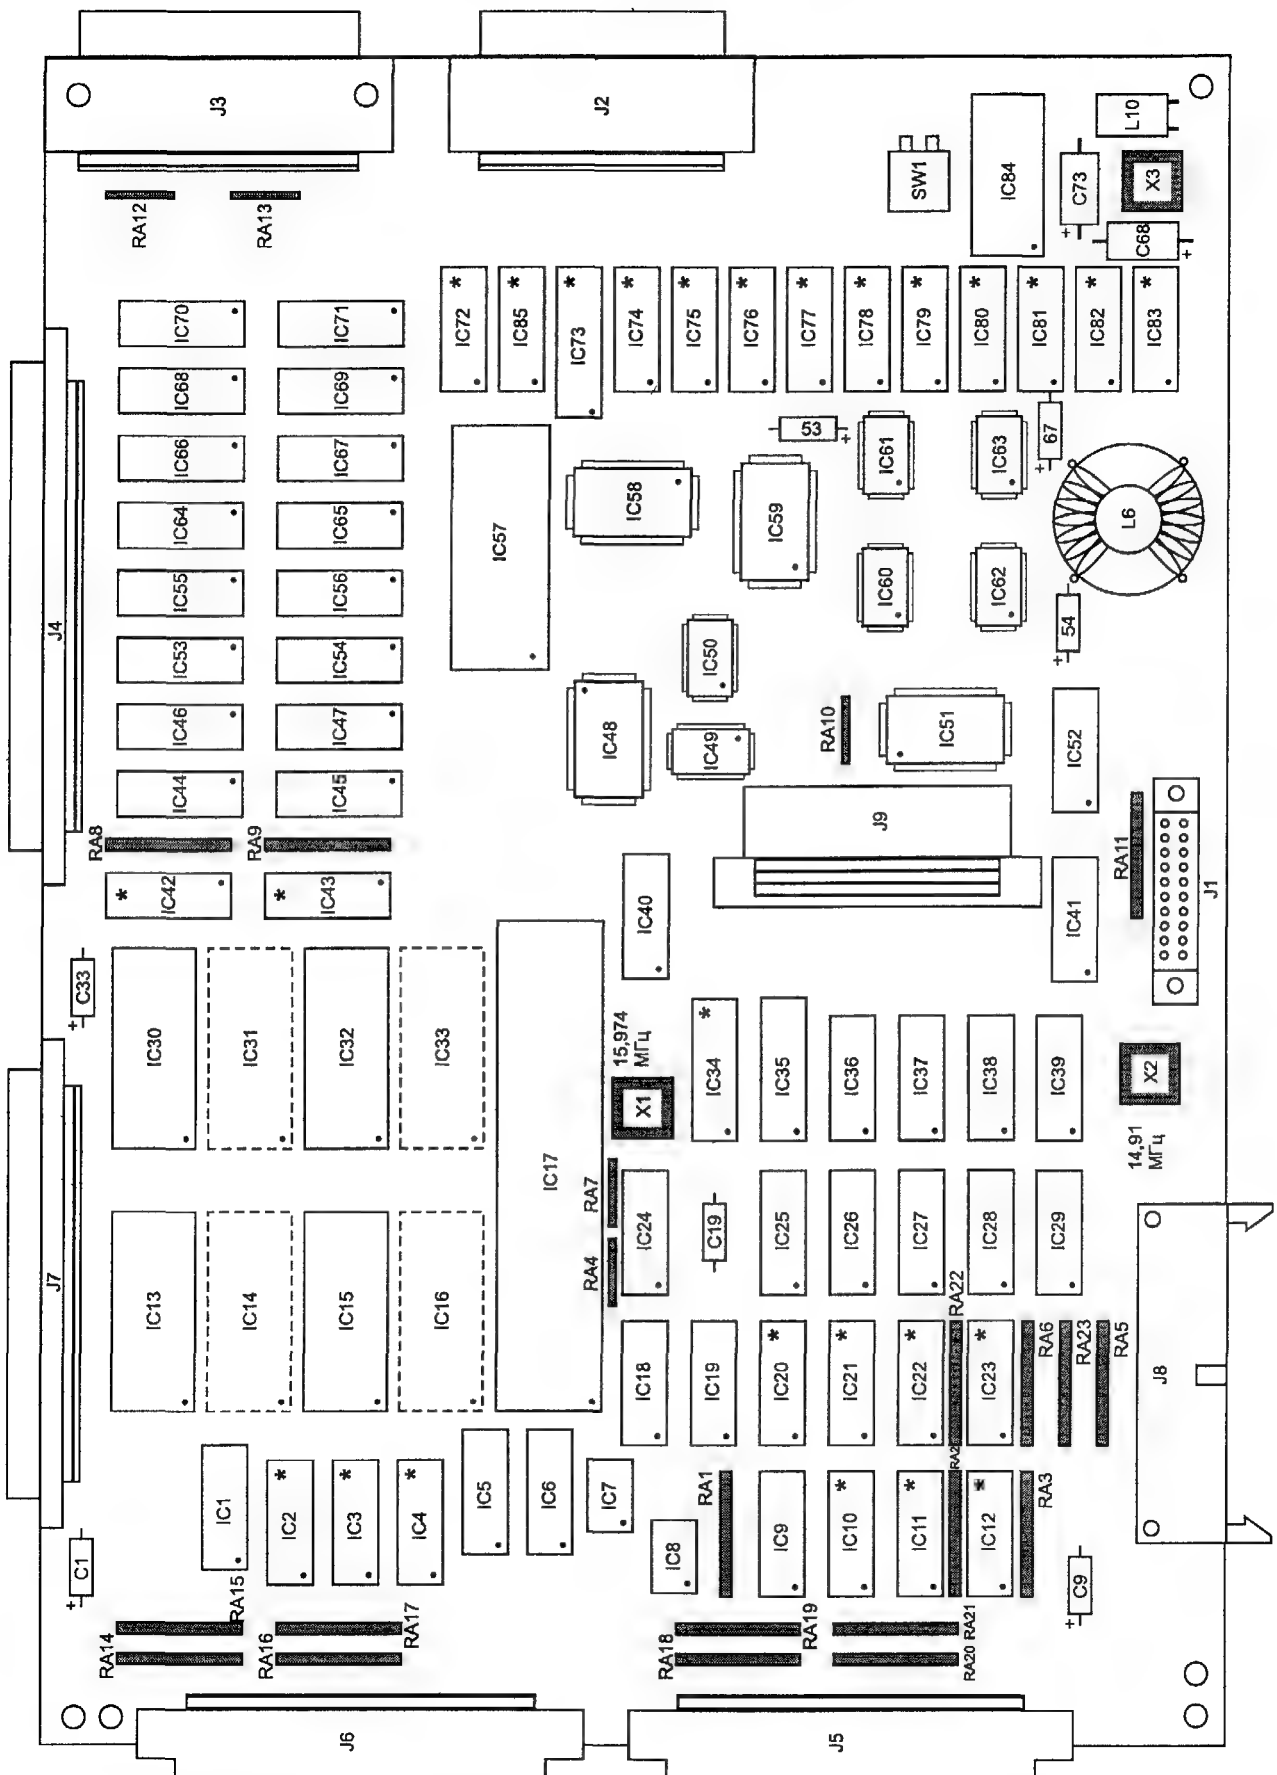 J3
J2
L10
IC84
SW1
C73
X3
RA12
RA13
C68
IC70
IC71
IC72 *
IC85 *
IC73 *
IC74 *
IC75 *
IC76 *
IC77 *
IC78 *
IC79 *
IC80 *
IC81 *
IC82 *
IC83 *
IC68
IC69
IC66
IC67
53
IC61
IC63
67
IC64
IC65
IC57
IC58
IC59
L6
IC55
IC56
IC60
IC62
J4
IC53
IC54
IC50
54
IC46
IC47
IC48
IC49
RA10
IC51
IC52
IC44
IC45
RA8
RA9
J9
RA11
J1
IC42 *
IC43 *
IC40
IC41
C33
IC30
IC31
IC32
IC33
15,974
МГц
X1
IC34 *
IC35
IC36
IC37
IC38
IC39
X2
14,91
МГц
IC17
RA7
RA4
IC24
C19
IC25
IC26
IC27
IC28
IC29
J7
IC13
IC14
IC15
IC16
RA22
IC18
IC19
IC20 *
IC21 *
IC22 *
IC23 *
RA6
RA23
RA5
J8
IC1
IC2 *
IC3 *
IC4 *
IC5
IC6
IC7
IC8
RA1
IC9
IC10 *
IC11 *
RA2
IC12 *
RA3
C1
C9
RA15
RA14
RA17
RA16
RA19
RA18
RA21
RA20
J6
J5